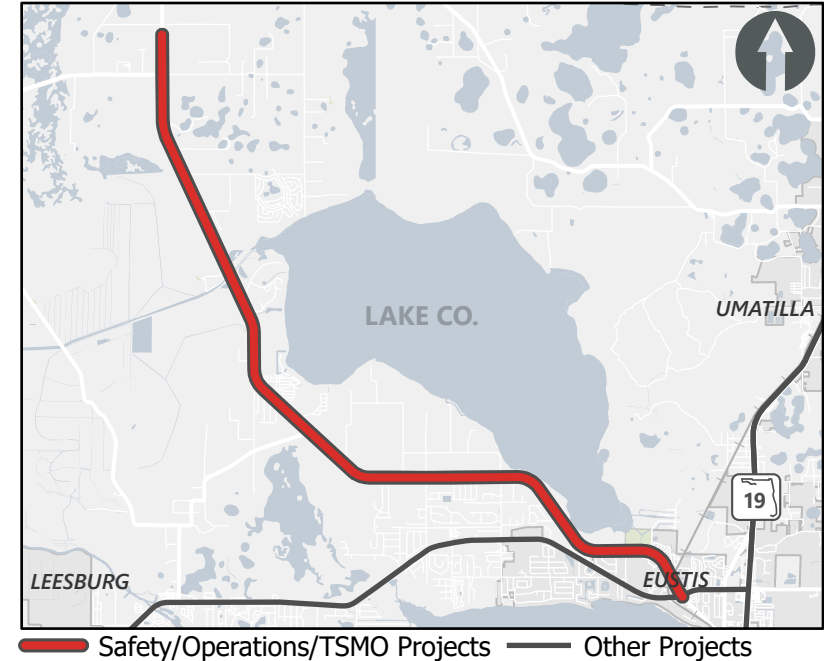 LAKE CO.
UMATILLA
19
LEESBURG
EUSTIS
Safety/Operations/TSMO Projects
Other Projects